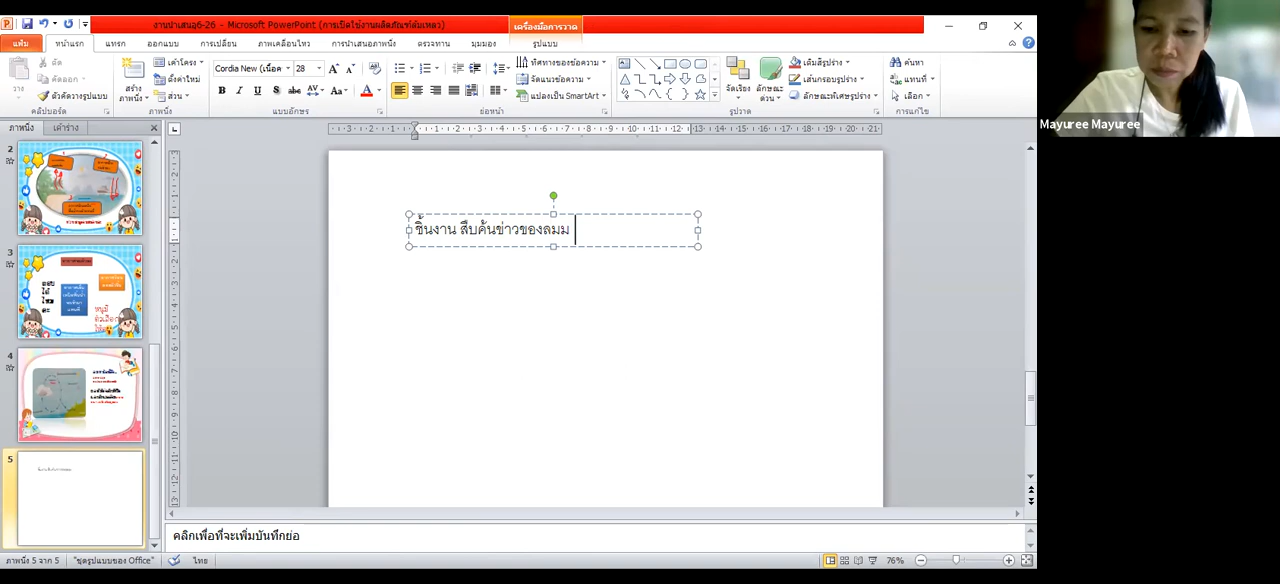 งานนำเสนอ6-26 - Microsoft PowerPoint (การเปิดใช้งานผลิตภัณฑ์ล้มเหลว)
เครื่องมือการวาด
แฟ้ม หน้าแรก แทรก ออกแบบ การเปลี่ยน ภาพเคลื่อนไหว การนำเสนอภาพนิ่ง ตรวจทาน มุมมอง รูปแบบ
วาง
ตัด
คัดลอก
ตัวคัดวางรูปแบบ
คลิปบอร์ด
สร้าง
ภาพนิ่ง
เค้าโครง
ตั้งค่าใหม่
ส่วน
ภาพนิ่ง
Cordia New (เนื้อค 28
แบบอักษร
ทิศทางของข้อความ
จัดแนวข้อความ
แปลงเป็น SmartArt
ย่อหน้า
จัดเรียง
ลักษณะ
ด่วน
เติมสีรูปร่าง
เส้นกรอบรูปร่าง
ลักษณะพิเศษรูปร่าง
รูปวาด
ค้นหา
แทนที่
เลือก
การแก้ไข
Mayuree Mayuree
ภาพนิ่ง เค้าร่าง
2
3
4
5
ชิ้นงาน สืบค้นข่าวของลมม
คลิกเพื่อที่จะเพิ่มบันทึกย่อ
ภาพนิ่ง 5 จาก 5 "ชุดรูปแบบของ Office" ไทย 76%